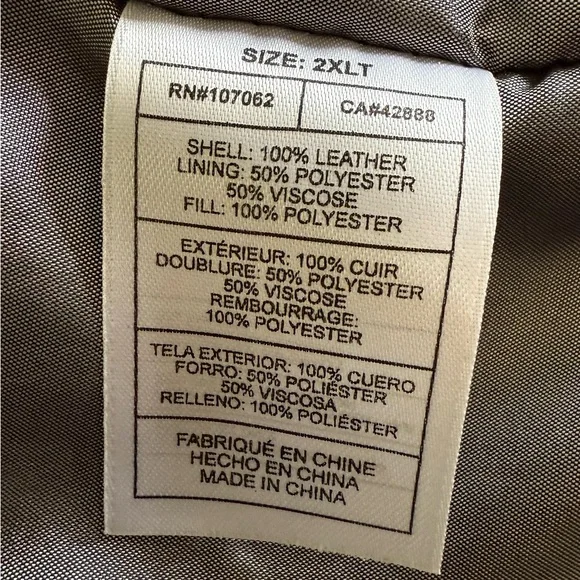 SIZE: 2XLT
RN#107062 CA#42888
SHELL: 100% LEATHER
LINING: 50% POLYESTER
50% VISCOSE
FILL: 100% POLYESTER
EXTÉRIEUR: 100% CUIR
DOUBLURE: 50% POLYESTER
50% VISCOSE
REMBOURRAGE:
100% POLYESTER
TELA EXTERIOR: 100% CUERO
FORRO: 50% POLIÉSTER
50% VISCOSA
RELLENO: 100% POLIÉSTER
FABRIQUÉ EN CHINE
HECHO EN CHINA
MADE IN CHINA